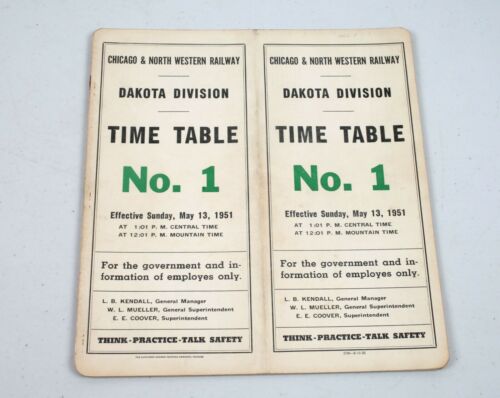 CHICAGO & NORTH WESTERN RAILWAY
DAKOTA DIVISION
TIME TABLE
No. 1
Effective Sunday, May 13, 1951
AT 1:01 P. M. CENTRAL TIME
AT 12:01 P. M. MOUNTAIN TIME
For the government and in-
formation of employes only.
L. B. KENDALL, General Manager
W. L. MUELLER, General Superintendent
E. E. COOVER, Superintendent
THINK-PRACTICE-TALK SAFETY
CHICAGO & NORTH WESTERN RAILWAY
DAKOTA DIVISION
TIME TABLE
No. 1
Effective Sunday, May 13, 1951
AT 1:01 P. M. CENTRAL TIME
AT 12:01 P. M. MOUNTAIN TIME
For the government and in-
formation of employes only.
L. B. KENDALL, General Manager
W. L. MUELLER, General Superintendent
E. E. COOVER, Superintendent
THINK-PRACTICE-TALK SAFETY